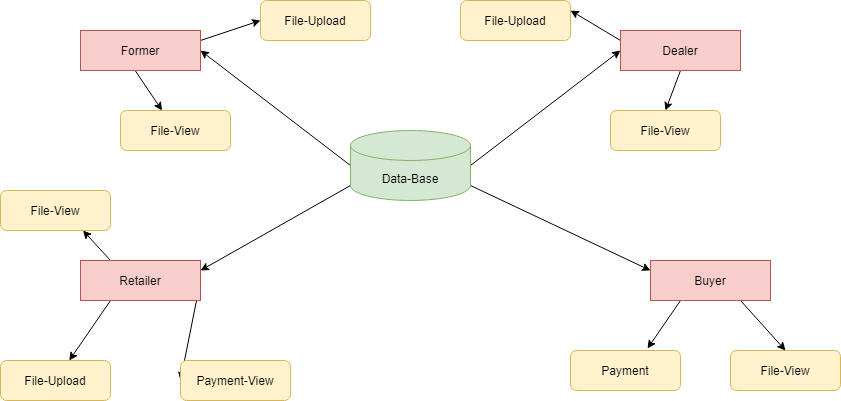 File-Upload
File-Upload
Former
Dealer
File-View
File-View
Data-Base
File-View
Retailer
Buyer
File-Upload
Payment-View
Payment
File-View